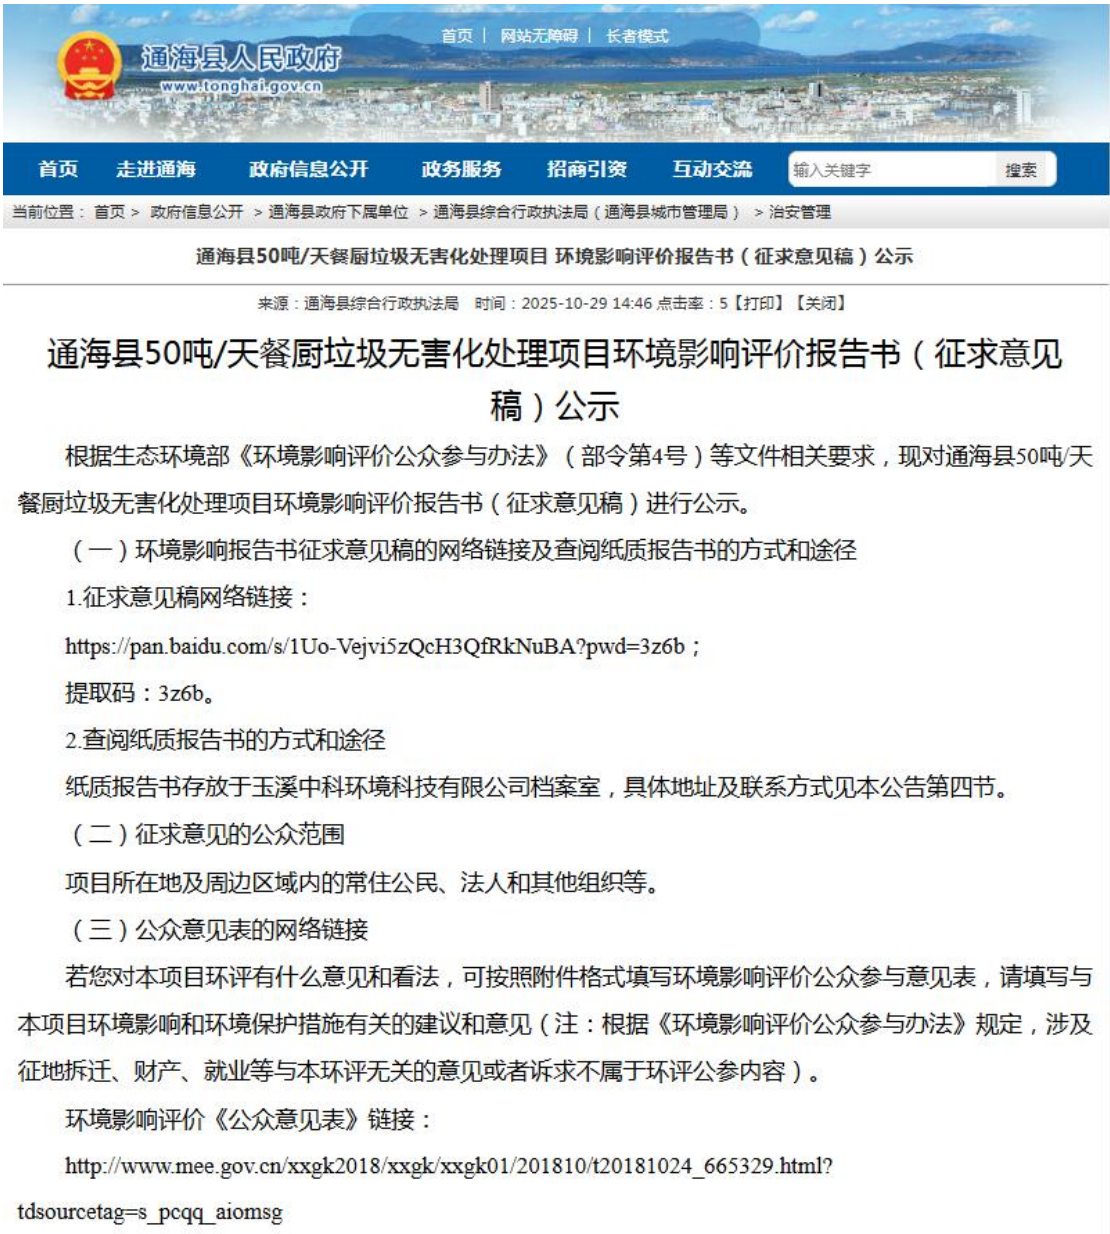 首页 | 网站无障碍 | 长者模式
通海县人民政府
www.tonghai.gov.cn
首页 走进通海 政府信息公开 政务服务 招商引资 互动交流 输入关键字 搜索
当前位置： 首页 > 政府信息公开 > 通海县政府下属单位 > 通海县综合行政执法局（通海县城市管理局） > 治安管理
通海县50吨/天餐厨垃圾无害化处理项目 环境影响评价报告书（征求意见稿）公示
来源：通海县综合行政执法局 时间：2025-10-29 14:46 点击率：5【打印】【关闭】
通海县50吨/天餐厨垃圾无害化处理项目环境影响评价报告书（征求意见
稿）公示
根据生态环境部《环境影响评价公众参与办法》（部令第4号）等文件相关要求，现对通海县50吨/天
餐厨垃圾无害化处理项目环境影响评价报告书（征求意见稿）进行公示。
（一）环境影响报告书征求意见稿的网络链接及查阅纸质报告书的方式和途径
1.征求意见稿网络链接：
https://pan.baidu.com/s/1Uo-Vejvi5zQcH3QfRkNuBA?pwd=3z6b；
提取码：3z6b。
2.查阅纸质报告书的方式和途径
纸质报告书存放于玉溪中科环境科技有限公司档案室，具体地址及联系方式见本公告第四节。
（二）征求意见的公众范围
项目所在地及周边区域内的常住公民、法人和其他组织等。
（三）公众意见表的网络链接
若您对本项目环评有什么意见和看法，可按照附件格式填写环境影响评价公众参与意见表，请填写与
本项目环境影响和环境保护措施有关的建议和意见（注：根据《环境影响评价公众参与办法》规定，涉及
征地拆迁、财产、就业等与本环评无关的意见或者诉求不属于环评公参内容）。
环境影响评价《公众意见表》链接：
http://www.mee.gov.cn/xxgk2018/xxgk/xxgk01/201810/t20181024_665329.html?
tdsourcetag=s_pcqq_aiomsg